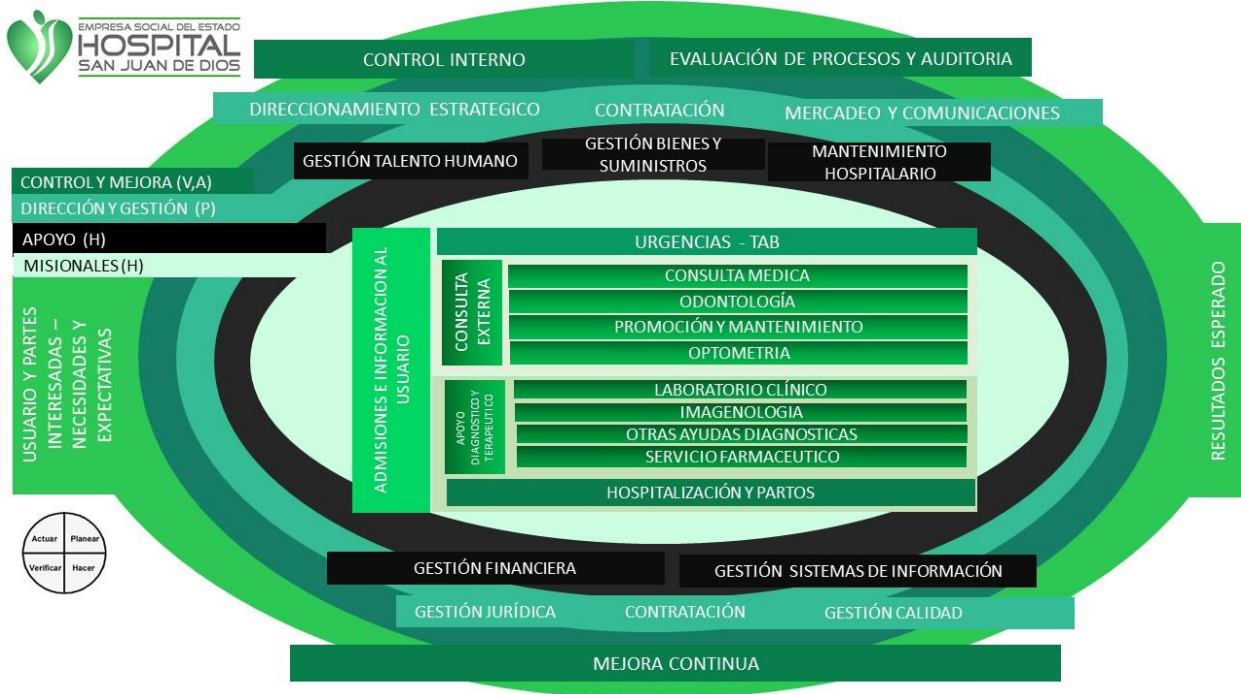 EMPRESA SOCIAL DEL ESTADO
HOSPITAL
SAN JUAN DE DIOS
CONTROL INTERNO
EVALUACIÓN DE PROCESOS Y AUDITORIA
DIRECCIONAMIENTO ESTRATEGICO
CONTRATACIÓN
MERCADEO Y COMUNICACIONES
GESTIÓN TALENTO HUMANO
GESTIÓN BIENES Y
SUMINISTROS
MANTENIMIENTO
HOSPITALARIO
CONTROL Y MEJORA (V,A)
DIRECCIÓN Y GESTIÓN (P)
APOYO (H)
MISIONALES (H)
USUARIO Y PARTES
INTERESADAS –
NECESIDADES Y
EXPECTATIVAS
ADMISIONES E INFORMACION AL
USUARIO
URGENCIAS - TAB
CONSULTA
EXTERNA
CONSULTA MEDICA
ODONTOLOGÍA
PROMOCIÓN Y MANTENIMIENTO
OPTOMETRIA
APOYO
DIAGNOSTICO Y
TERAPEUTICO
LABORATORIO CLÍNICO
IMAGENOLOGIA
OTRAS AYUDAS DIAGNOSTICAS
SERVICIO FARMACEUTICO
HOSPITALIZACIÓN Y PARTOS
RESULTADOS ESPERADO
Actuar
Planear
Verificar
Hacer
GESTIÓN FINANCIERA
GESTIÓN SISTEMAS DE INFORMACIÓN
GESTIÓN JURÍDICA
CONTRATACIÓN
GESTIÓN CALIDAD
MEJORA CONTINUA